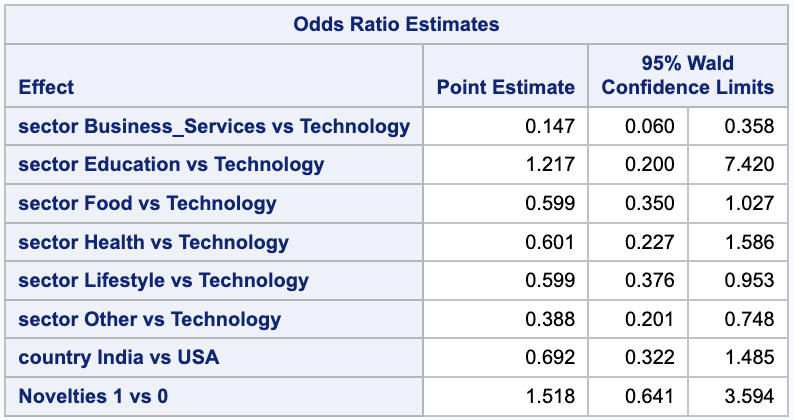 Odds Ratio Estimates
Effect Point Estimate 95% Wald Confidence Limits
sector Business_Services vs Technology 0.147 0.060 0.358
sector Education vs Technology 1.217 0.200 7.420
sector Food vs Technology 0.599 0.350 1.027
sector Health vs Technology 0.601 0.227 1.586
sector Lifestyle vs Technology 0.599 0.376 0.953
sector Other vs Technology 0.388 0.201 0.748
country India vs USA 0.692 0.322 1.485
Novelties 1 vs 0 1.518 0.641 3.594